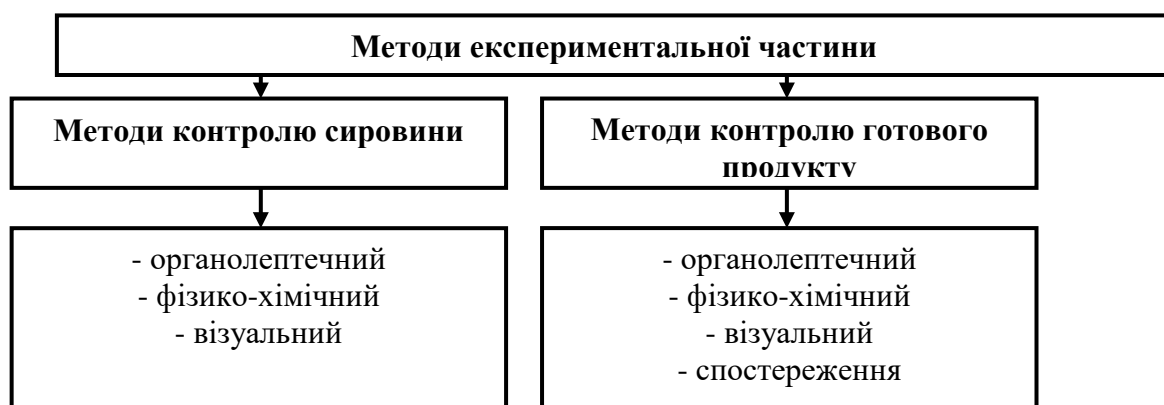 Методи експериментальної частини
Методи контролю сировини
Методи контролю готового
продукту
- органолептечний
- фізико-хімічний
- візуальний
- органолептечний
- фізико-хімічний
- візуальний
- спостереження